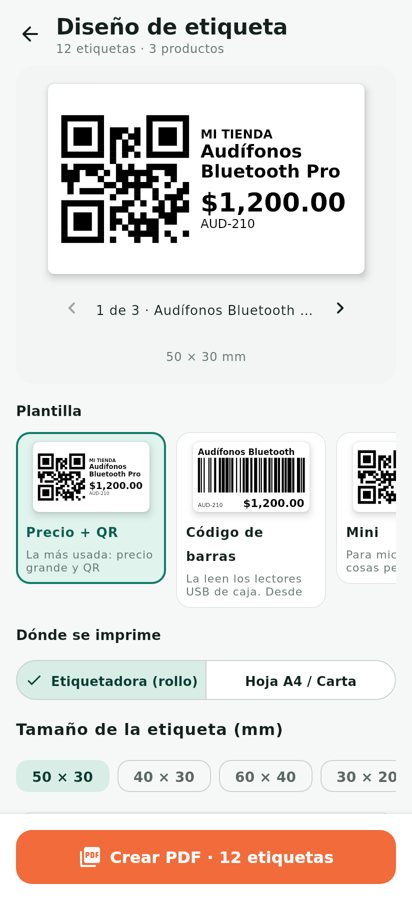 Diseño de etiqueta
12 etiquetas · 3 productos
MI TIENDA
Audífonos
Bluetooth Pro
$1,200.00
AUD-210
1 de 3 · Audífonos Bluetooth ...
50 × 30 mm
Plantilla
MI TIENDA
Audífonos
Bluetooth Pro
$1,200.00
AUD-210
Precio + QR
La más usada: precio
grande y QR
Audífonos Bluetooth
AUD-210 $1,200.00
Código de
barras
La leen los lectores
USB de caja. Desde
Mini
Para mic
cosas pe
Dónde se imprime
Etiquetadora (rollo)
Hoja A4 / Carta
Tamaño de la etiqueta (mm)
50 × 30
40 × 30
60 × 40
30 × 20
PDF
Crear PDF · 12 etiquetas